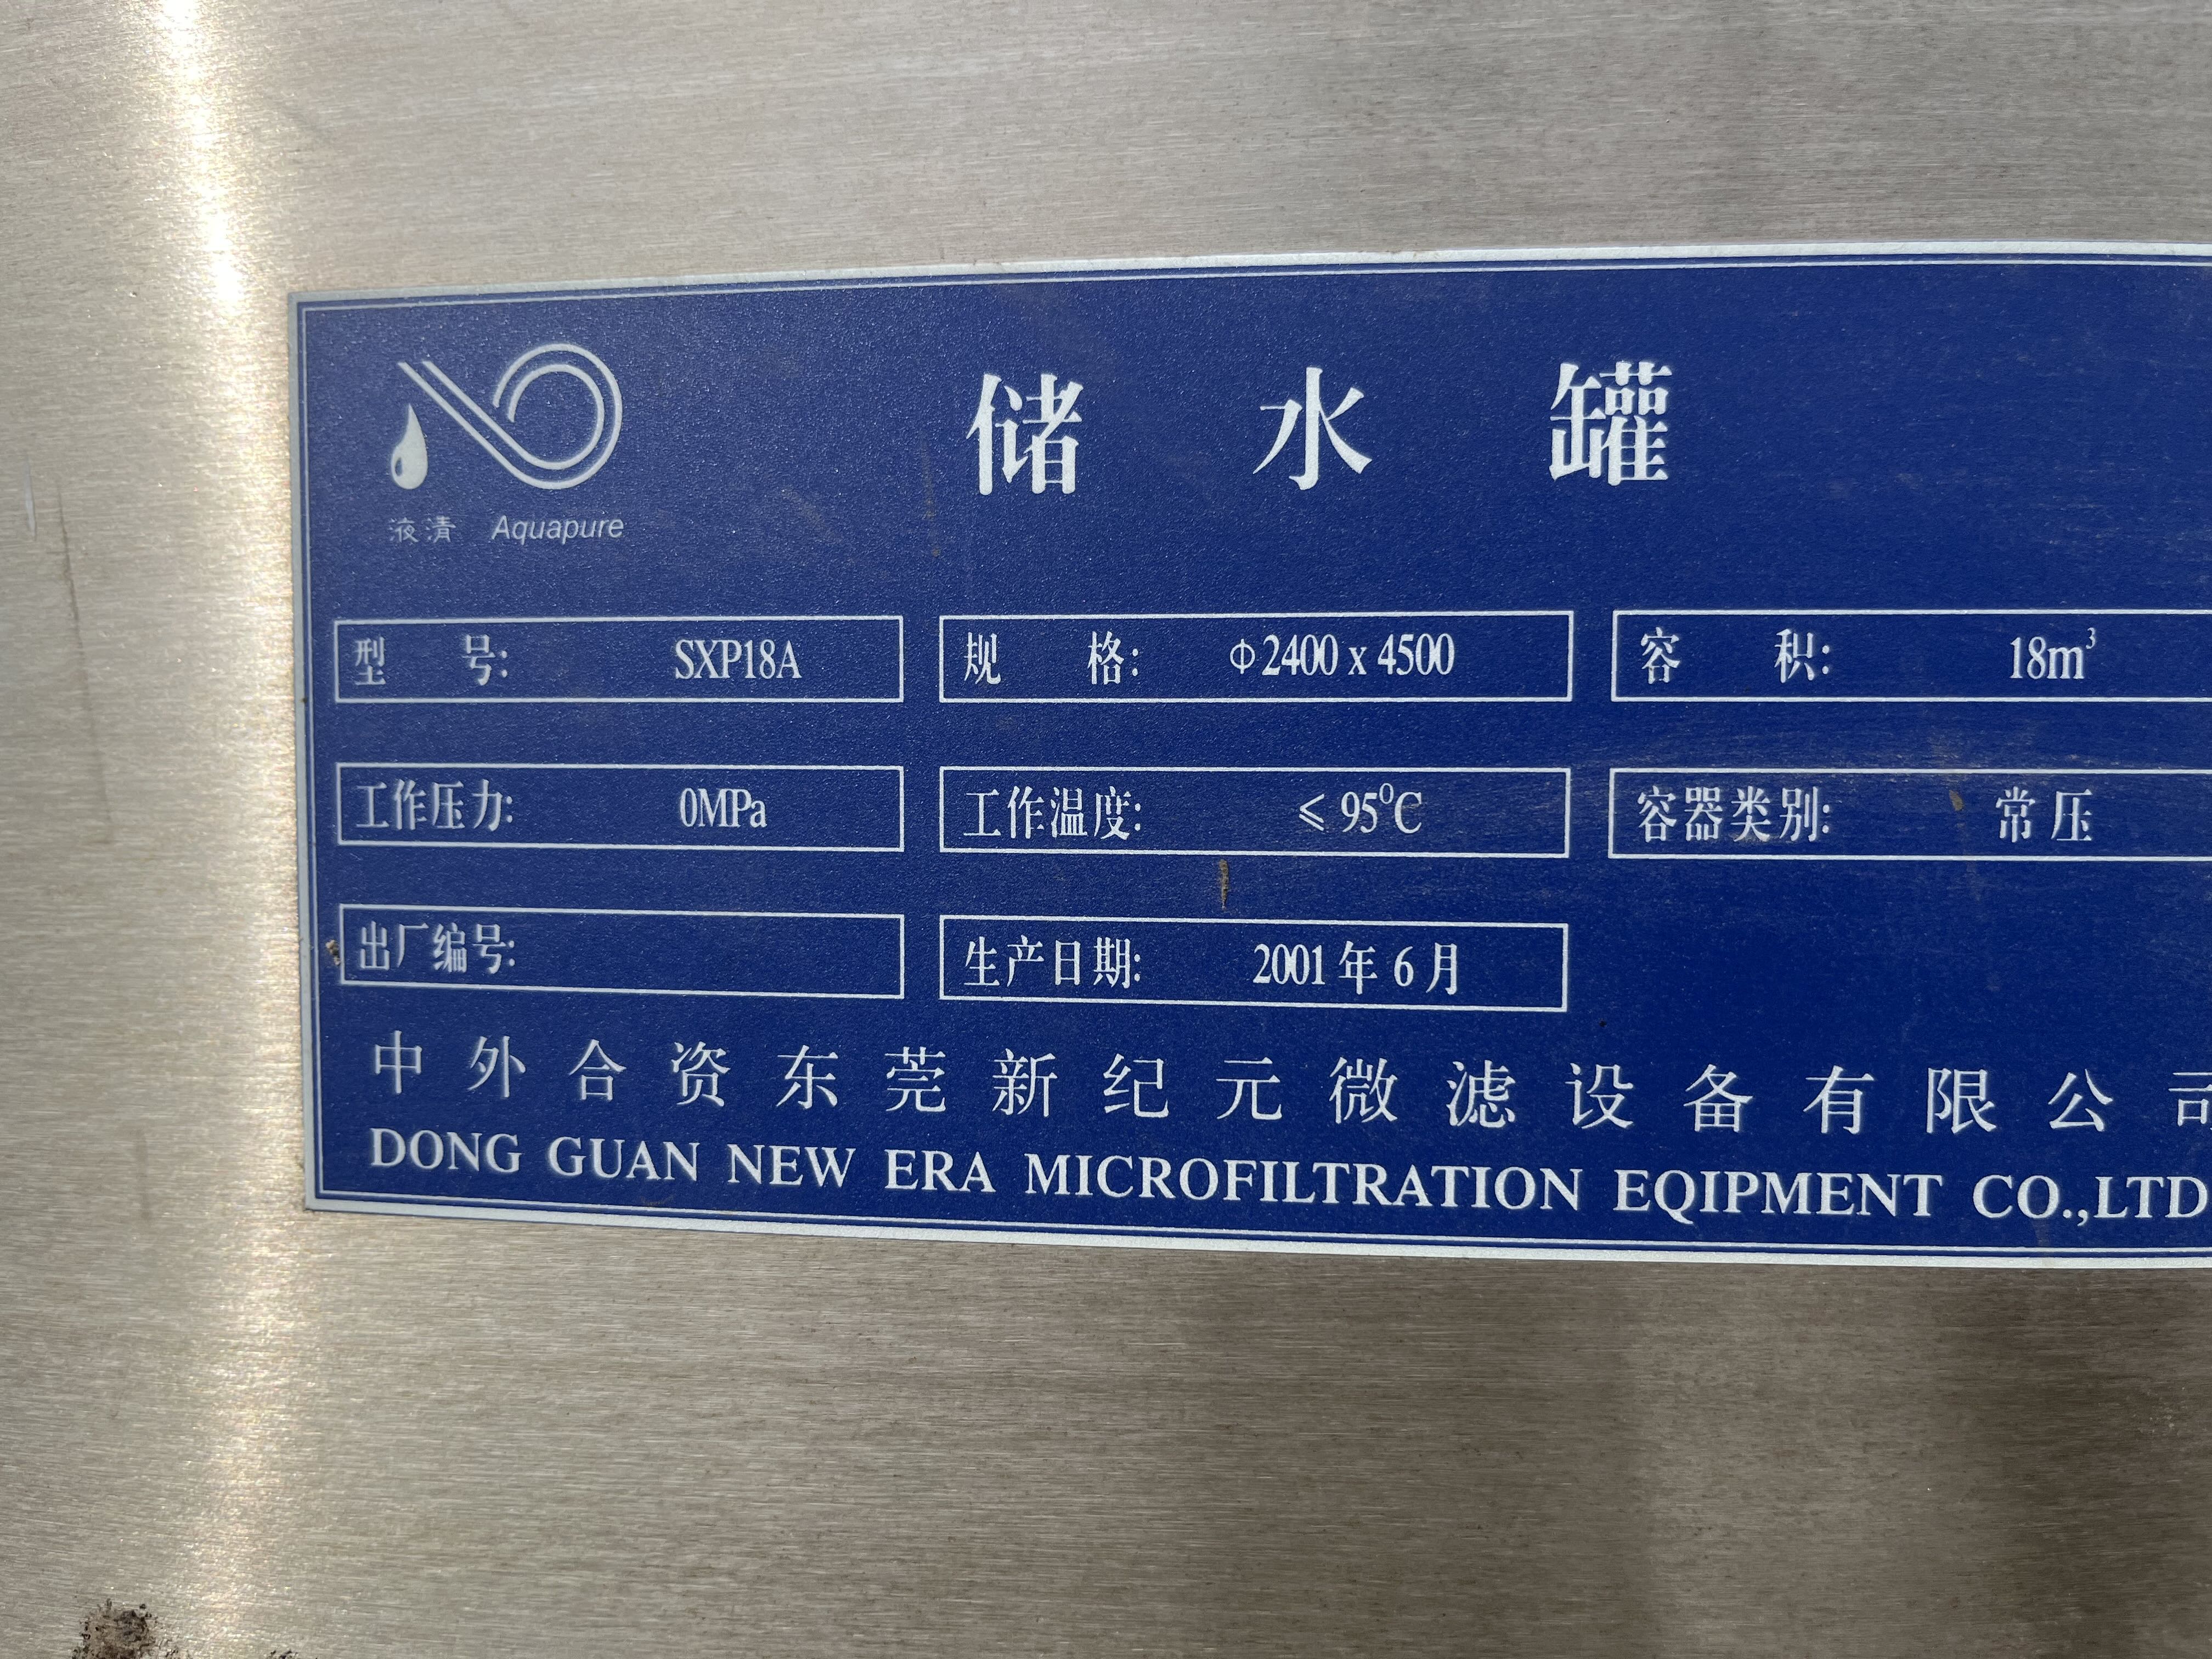 储水罐
液清 Aquapure
型号: SXP18A 规格: Φ2400 x 4500 容积: 18m³
工作压力: 0MPa 工作温度: ≤ 95⁰C 容器类别: 常压
出厂编号: 生产日期: 2001年6月
中外合资东莞新纪元微滤设备有限公司
DONG GUAN NEW ERA MICROFILTRATION EQIPMENT CO.,LTD